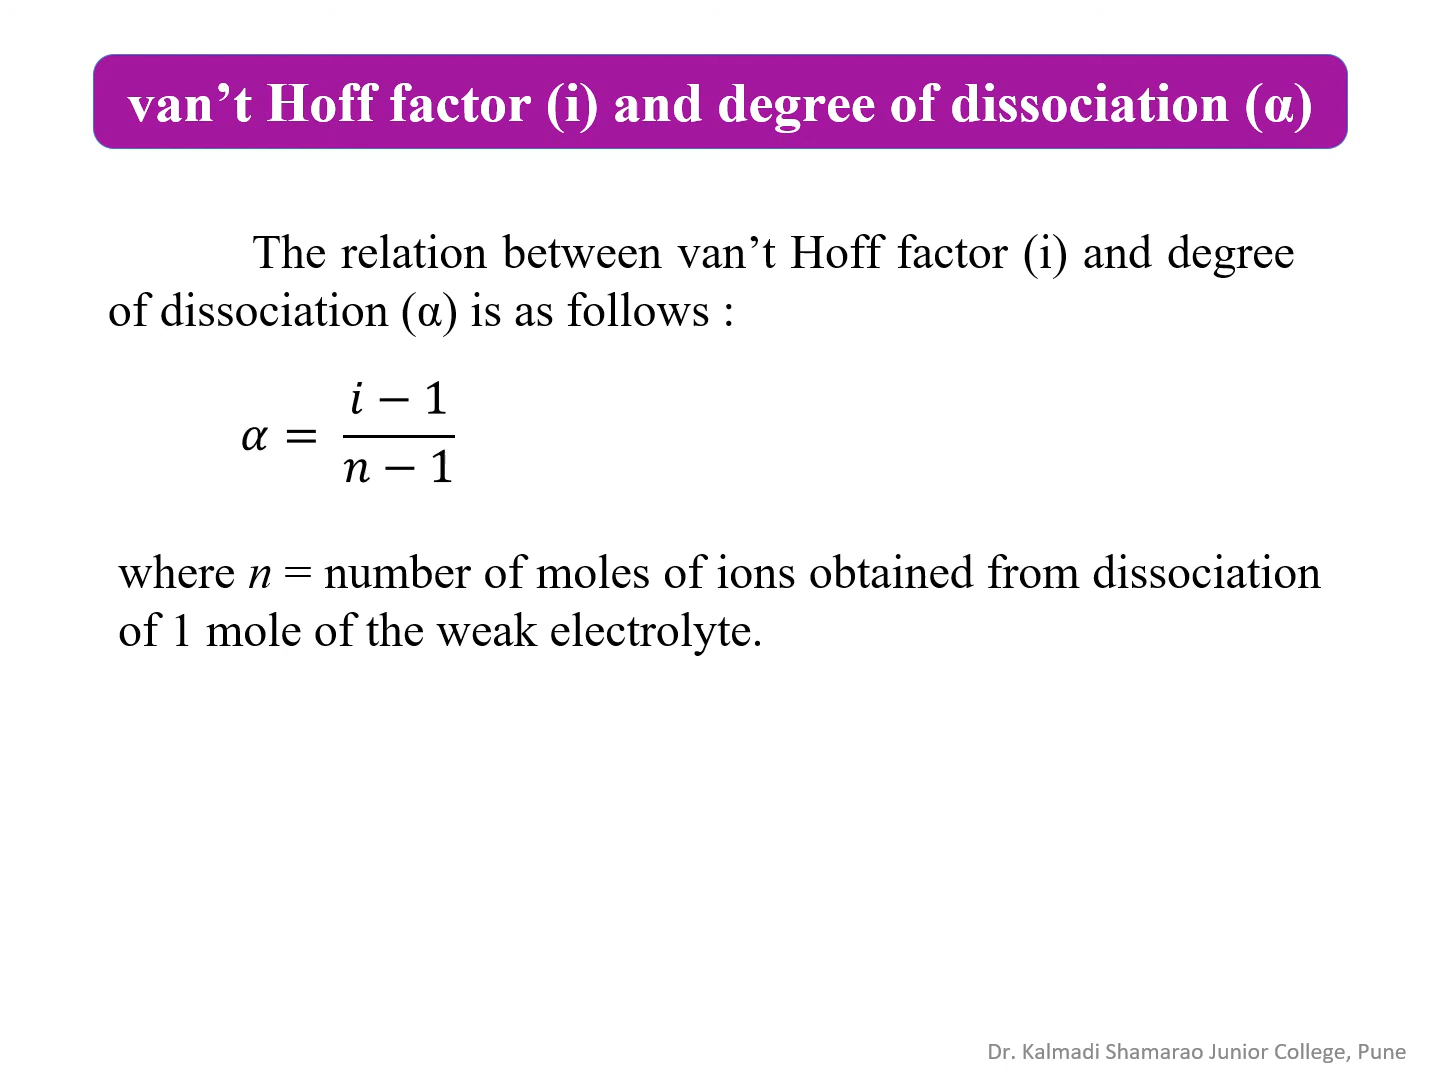 van’t Hoff factor (i) and degree of dissociation (α)
The relation between van’t Hoff factor (i) and degree
of dissociation (α) is as follows :
α = (i − 1) / (n − 1)
where n = number of moles of ions obtained from dissociation
of 1 mole of the weak electrolyte.
Dr. Kalmadi Shamarao Junior College, Pune